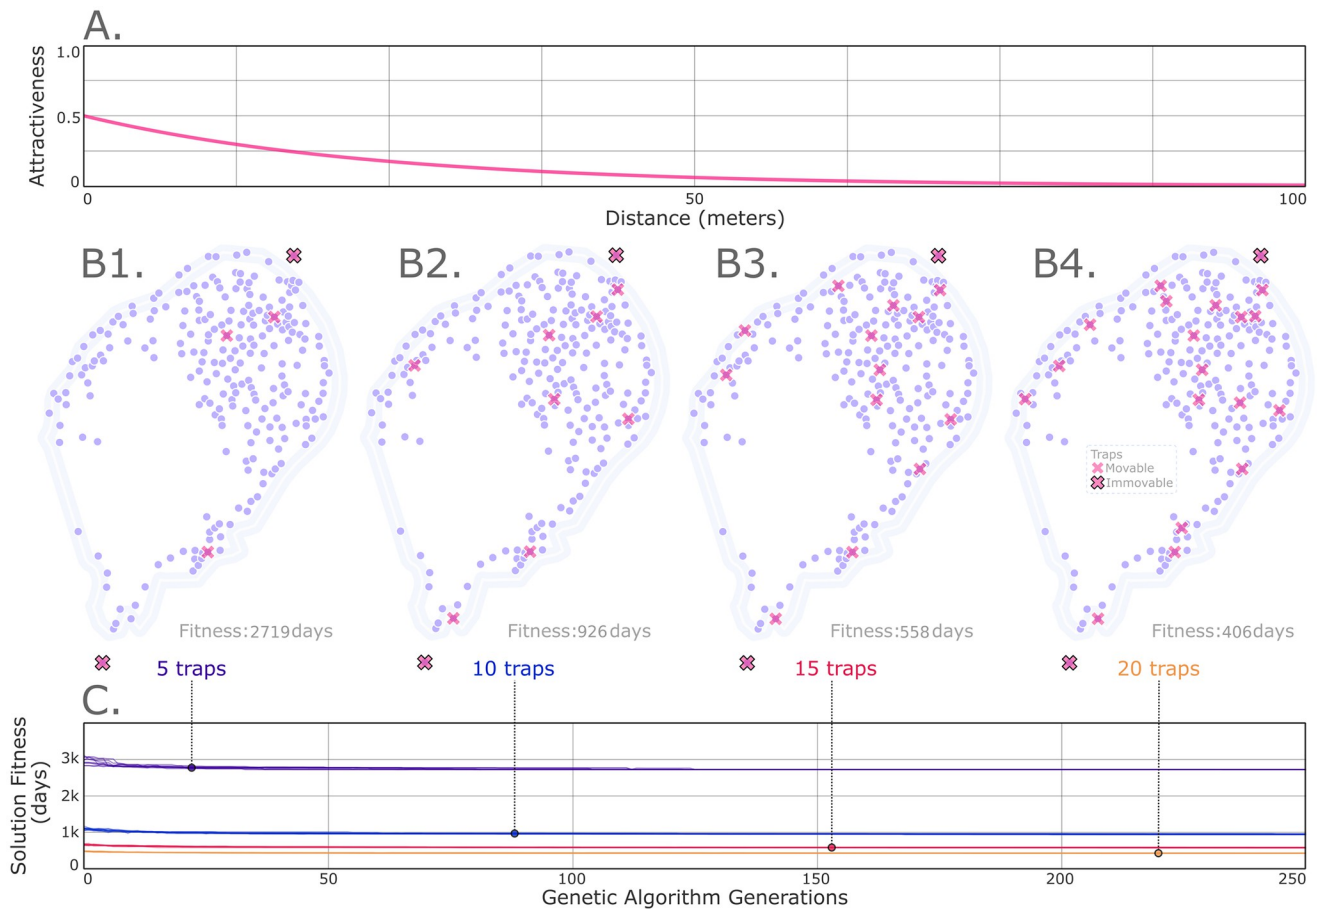 A.
Attractiveness
1.0
0.5
0
0
50
100
Distance (meters)
B1.
B2.
B3.
B4.
Traps
Movable
Immovable
Fitness:2719days
Fitness:926days
Fitness:558days
Fitness:406days
5 traps
10 traps
15 traps
20 traps
C.
Solution Fitness
(days)
3k
2k
1k
0
0
50
100
150
200
250
Genetic Algorithm Generations